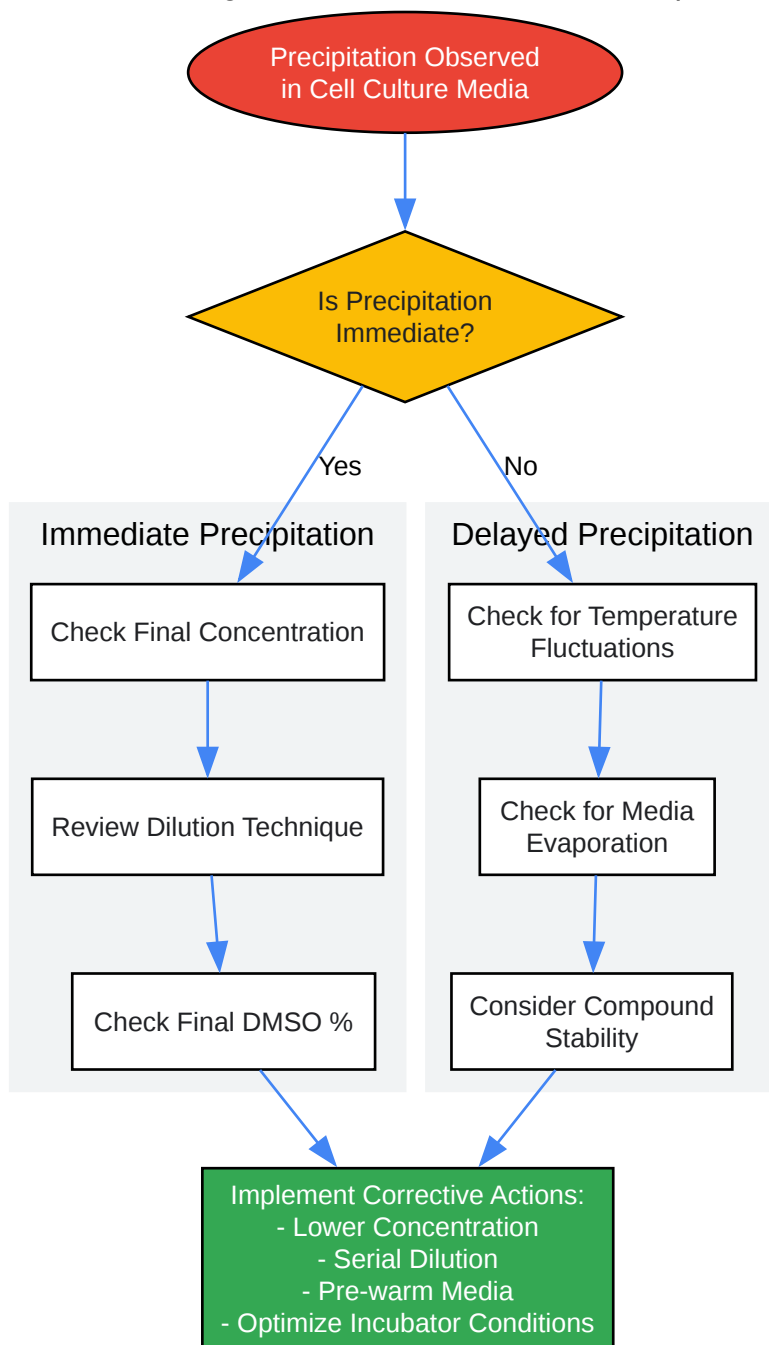 Precipitation Observed
in Cell Culture Media
Is Precipitation
Immediate?
Yes
No
Immediate Precipitation
Delayed Precipitation
Check Final Concentration
Check for Temperature
Fluctuations
Review Dilution Technique
Check for Media
Evaporation
Check Final DMSO %
Consider Compound
Stability
Implement Corrective Actions:
- Lower Concentration
- Serial Dilution
- Pre-warm Media
- Optimize Incubator Conditions